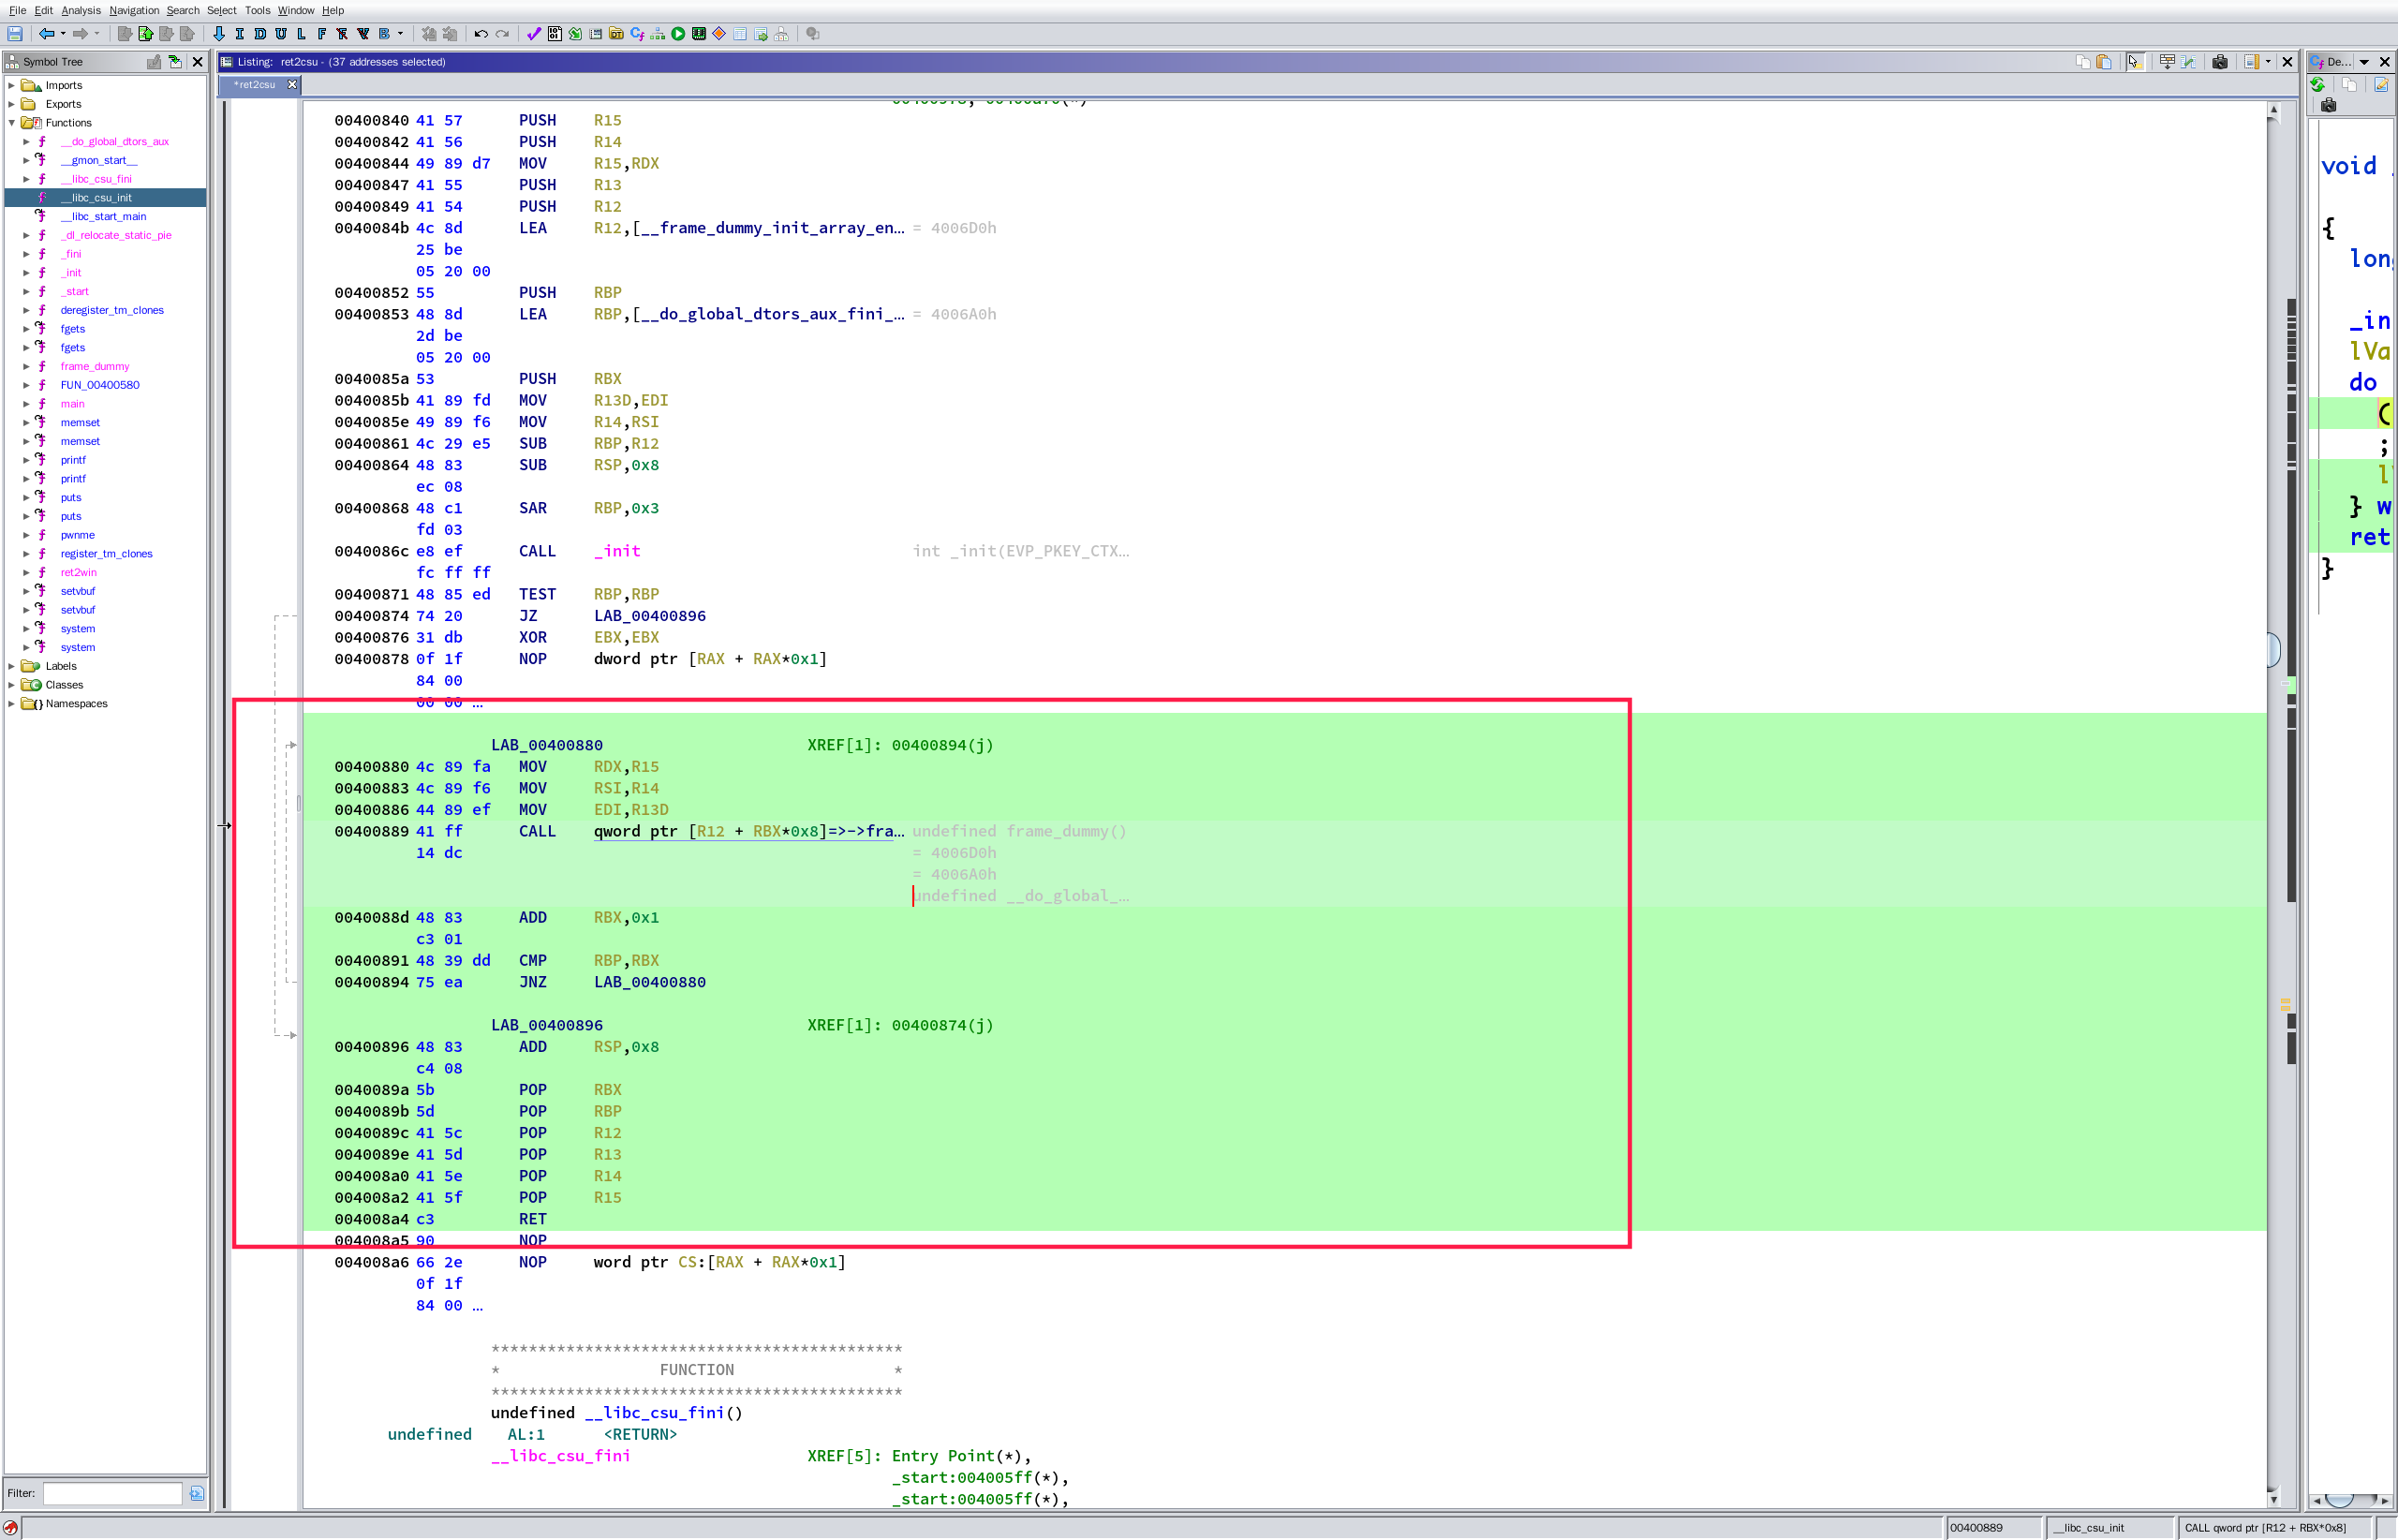 File Edit Analysis Navigation Search Select Tools Window Help
I D U L F V B
Symbol Tree
Imports
Exports
Functions
__do_global_dtors_aux
__gmon_start__
__libc_csu_fini
__libc_csu_init
__libc_start_main
_dl_relocate_static_pie
_fini
_init
_start
deregister_tm_clones
fgets
fgets
frame_dummy
FUN_00400580
main
memset
memset
printf
printf
puts
puts
pwnme
register_tm_clones
ret2win
setvbuf
setvbuf
system
system
Labels
Classes
Namespaces
Filter:
Listing: ret2csu - (37 addresses selected)
*ret2csu
00400840 41 57 PUSH R15
00400842 41 56 PUSH R14
00400844 49 89 d7 MOV R15,RDX
00400847 41 55 PUSH R13
00400849 41 54 PUSH R12
0040084b 4c 8d LEA R12,[__frame_dummy_init_array_en… = 4006D0h
25 be
05 20 00
00400852 55 PUSH RBP
00400853 48 8d LEA RBP,[__do_global_dtors_aux_fini_… = 4006A0h
2d be
05 20 00
0040085a 53 PUSH RBX
0040085b 41 89 fd MOV R13D,EDI
0040085e 49 89 f6 MOV R14,RSI
00400861 4c 29 e5 SUB RBP,R12
00400864 48 83 SUB RSP,0x8
ec 08
00400868 48 c1 SAR RBP,0x3
fd 03
0040086c e8 ef CALL _init int _init(EVP_PKEY_CTX…
fc ff ff
00400871 48 85 ed TEST RBP,RBP
00400874 74 20 JZ LAB_00400896
00400876 31 db XOR EBX,EBX
00400878 0f 1f NOP dword ptr [RAX + RAX*0x1]
84 00
00 00 …
LAB_00400880 XREF[1]: 00400894(j)
00400880 4c 89 fa MOV RDX,R15
00400883 4c 89 f6 MOV RSI,R14
00400886 44 89 ef MOV EDI,R13D
00400889 41 ff CALL qword ptr [R12 + RBX*0x8]=>->fra… undefined frame_dummy()
14 dc = 4006D0h
= 4006A0h
undefined __do_global_…
0040088d 48 83 ADD RBX,0x1
c3 01
00400891 48 39 dd CMP RBP,RBX
00400894 75 ea JNZ LAB_00400880
LAB_00400896 XREF[1]: 00400874(j)
00400896 48 83 ADD RSP,0x8
c4 08
0040089a 5b POP RBX
0040089b 5d POP RBP
0040089c 41 5c POP R12
0040089e 41 5d POP R13
004008a0 41 5e POP R14
004008a2 41 5f POP R15
004008a4 c3 RET
004008a5 90 NOP
004008a6 66 2e NOP word ptr CS:[RAX + RAX*0x1]
0f 1f
84 00 …
********************************************
* FUNCTION *
********************************************
undefined __libc_csu_fini()
undefined AL:1 <RETURN>
__libc_csu_fini XREF[5]: Entry Point(*),
_start:004005ff(*),
_start:004005ff(*),
De…
void
{
lon
_in
lVa
do
(
;
l
} w
ret
}
00400889 __libc_csu_init CALL qword ptr [R12 + RBX*0x8]